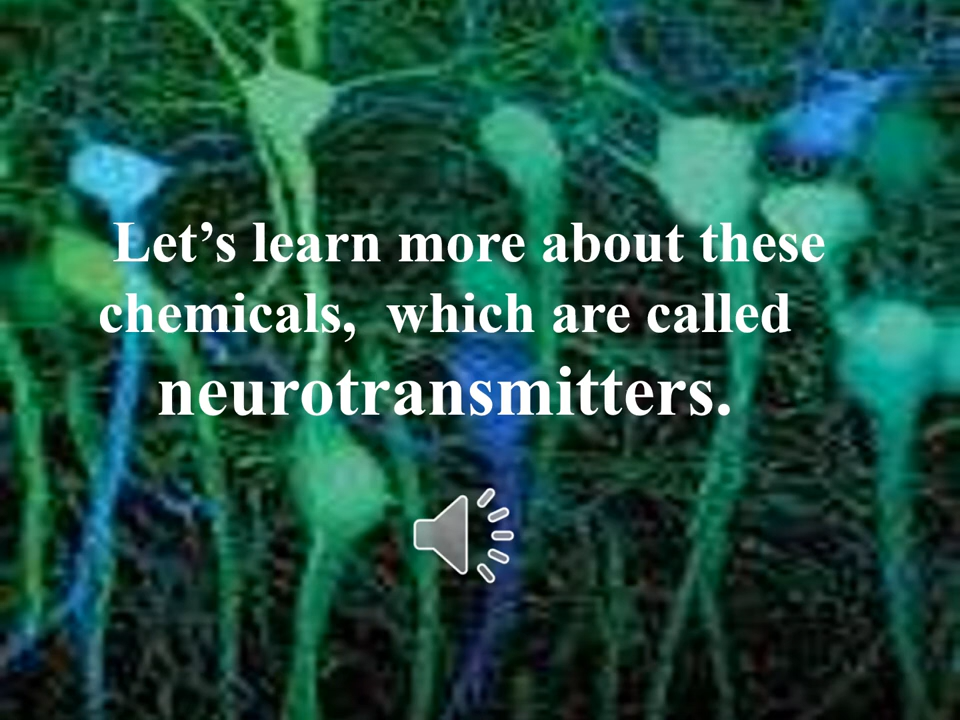 Let’s learn more about these
chemicals,  which are called
neurotransmitters.